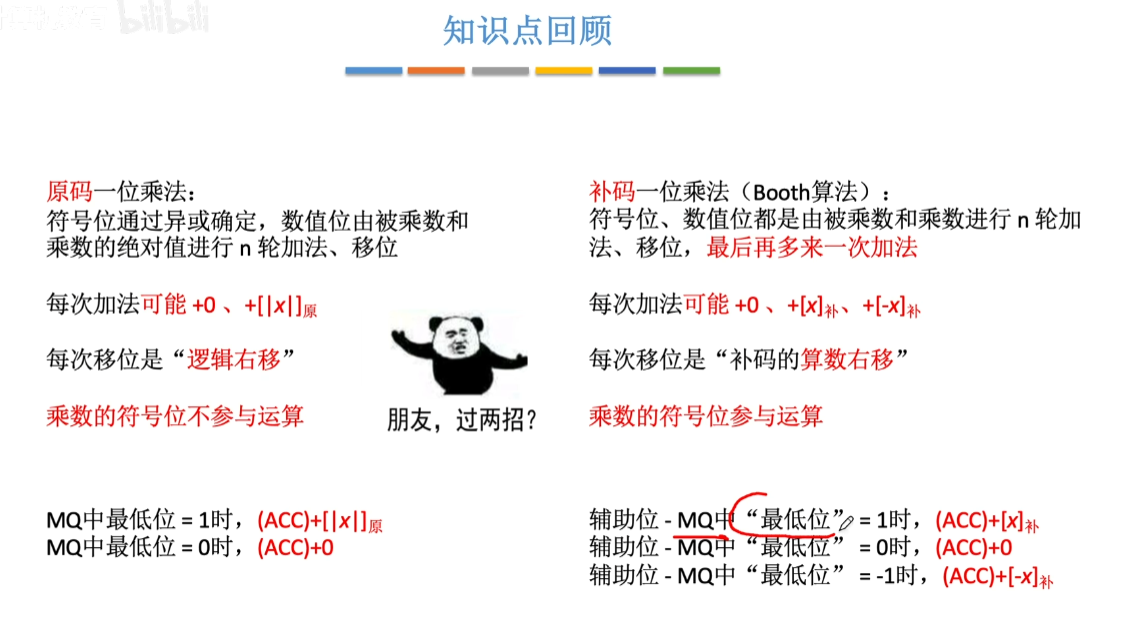 bilibili
知识点回顾
原码一位乘法：
符号位通过异或确定，数值位由被乘数和
乘数的绝对值进行 n 轮加法、移位
每次加法可能 +0 、+[|x|]原
每次移位是“逻辑右移”
乘数的符号位不参与运算
MQ中最低位 = 1时，(ACC)+[|x|]原
MQ中最低位 = 0时，(ACC)+0
朋友，过两招？
补码一位乘法（Booth算法）：
符号位、数值位都是由被乘数和乘数进行 n 轮加
法、移位，最后再多来一次加法
每次加法可能 +0 、+[x]补、+[-x]补
每次移位是“补码的算数右移”
乘数的符号位参与运算
辅助位 - MQ中“最低位” = 1时，(ACC)+[x]补
辅助位 - MQ中“最低位” = 0时，(ACC)+0
辅助位 - MQ中“最低位” = -1时，(ACC)+[-x]补